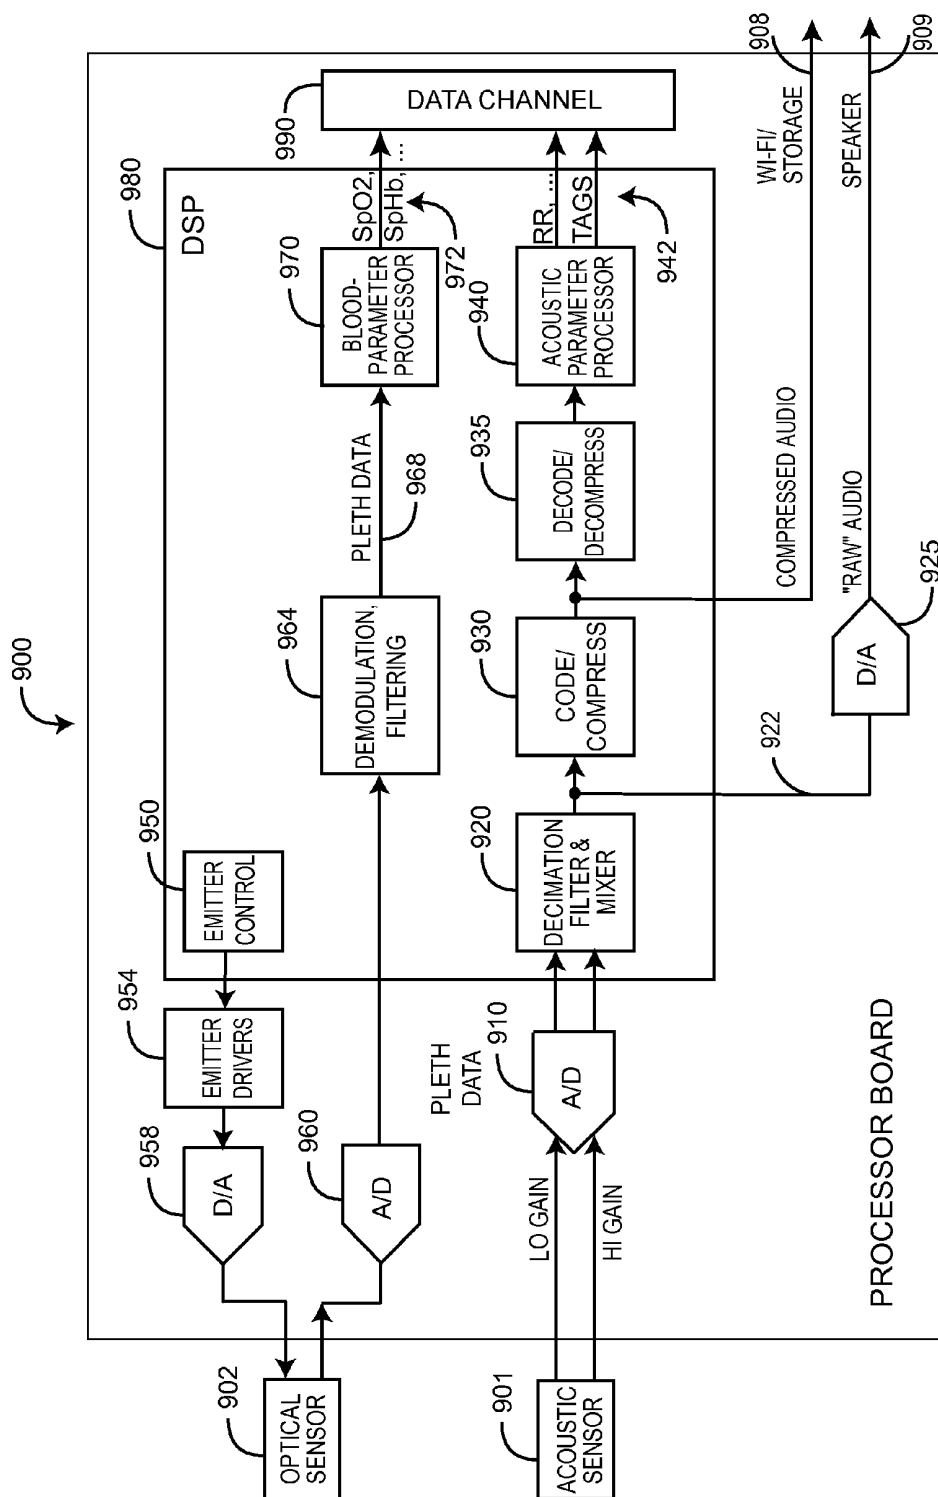 900
980
DSP
990
DATA CHANNEL
902
OPTICAL
SENSOR
958
D/A
954
EMITTER
DRIVERS
950
EMITTER
CONTROL
960
A/D
964
DEMODULATION,
FILTERING
PLETH DATA
968
970
BLOOD-
PARAMETER
PROCESSOR
SpO2,
SpHb, ...
972
901
ACOUSTIC
SENSOR
LO GAIN
HI GAIN
PLETH
DATA
910
A/D
920
DECIMATION
FILTER &
MIXER
930
CODE/
COMPRESS
935
DECODE/
DECOMPRESS
940
ACOUSTIC
PARAMETER
PROCESSOR
RR, ...
TAGS
942
922
COMPRESSED AUDIO
WI-FI/
STORAGE
908
D/A
925
"RAW" AUDIO
SPEAKER
909
PROCESSOR BOARD